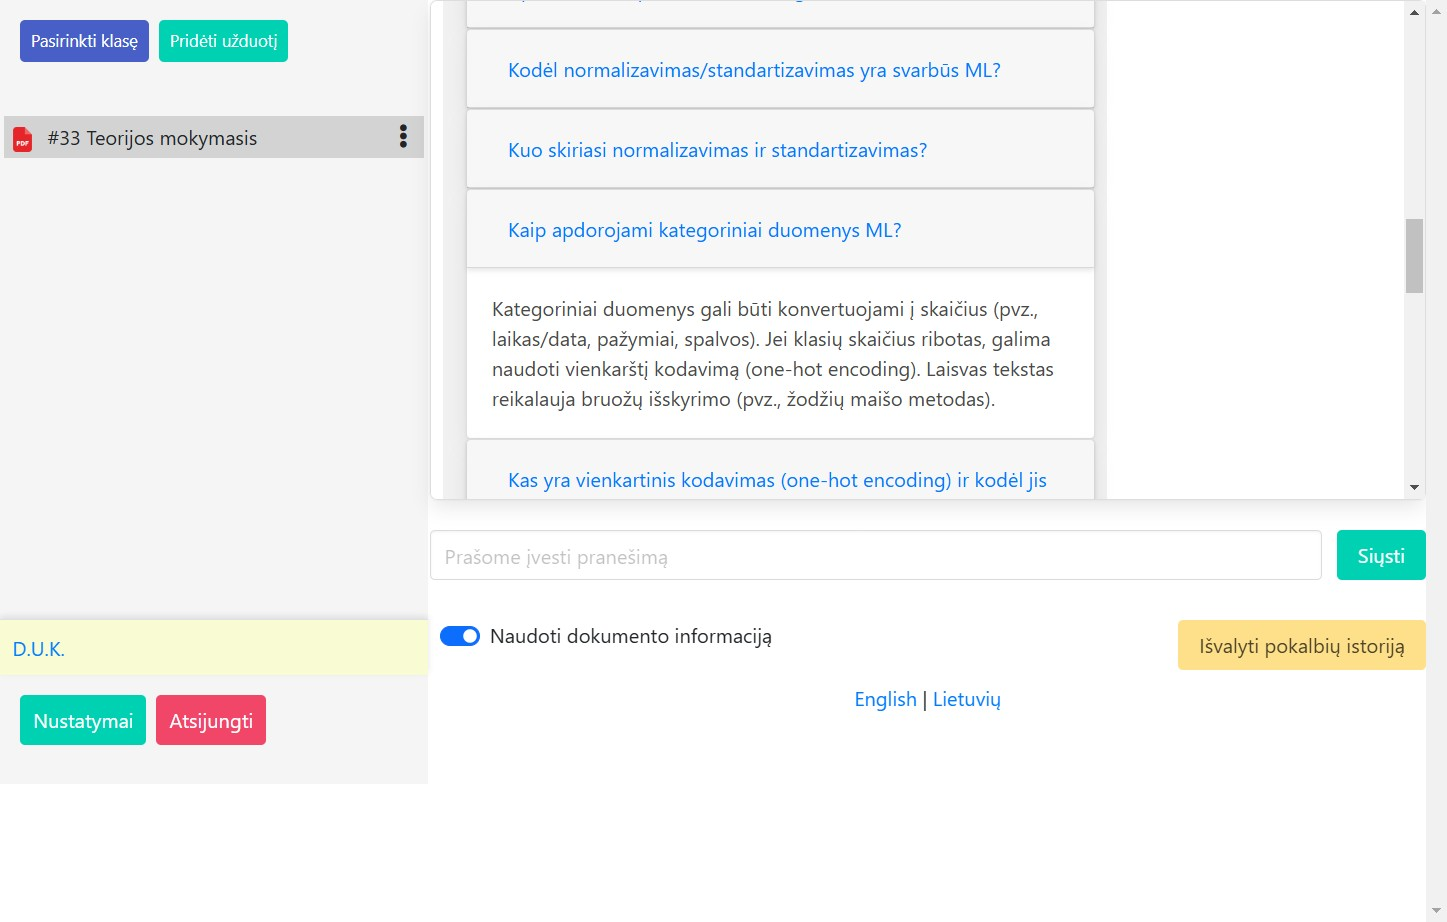 Pasirinkti klasę
Pridėti užduotį
PDF
#33 Teorijos mokymasis
Kodėl normalizavimas/standartizavimas yra svarbūs ML?
Kuo skiriasi normalizavimas ir standartizavimas?
Kaip apdorojami kategoriniai duomenys ML?
Kategoriniai duomenys gali būti konvertuojami į skaičius (pvz.,
laikas/data, pažymiai, spalvos). Jei klasių skaičius ribotas, galima
naudoti vienkarštį kodavimą (one-hot encoding). Laisvas tekstas
reikalauja bruožų išskyrimo (pvz., žodžių maišo metodas).
Kas yra vienkartinis kodavimas (one-hot encoding) ir kodėl jis
Prašome įvesti pranešimą
Siųsti
Naudoti dokumento informaciją
Išvalyti pokalbių istoriją
D.U.K.
English | Lietuvių
Nustatymai
Atsijungti